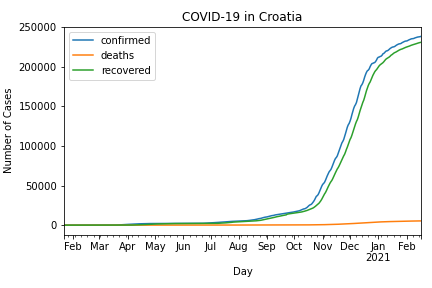 COVID-19 in Croatia
confirmed
deaths
recovered
Number of Cases
250000
200000
150000
100000
50000
0
Feb Mar Apr May Jun Jul Aug Sep Oct Nov Dec Jan Feb
2021
Day